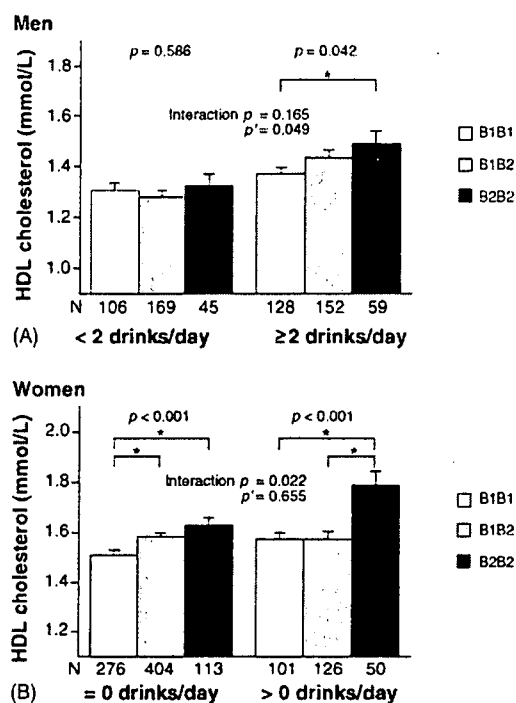 Men
p = 0.586 p = 0.042
*
Interaction p = 0.165
p' = 0.049
HDL cholesterol (mmol/L)
1.8
1.6
1.4
1.2
1.0
B1B1
B1B2
B2B2
N 106 169 45 128 152 59
(A) < 2 drinks/day ≥2 drinks/day
Women
p < 0.001 p < 0.001
* *
* *
Interaction p = 0.022
p' = 0.655
HDL cholesterol (mmol/L)
2.0
1.8
1.6
1.4
1.2
B1B1
B1B2
B2B2
N 276 404 113 101 126 50
(B) = 0 drinks/day > 0 drinks/day